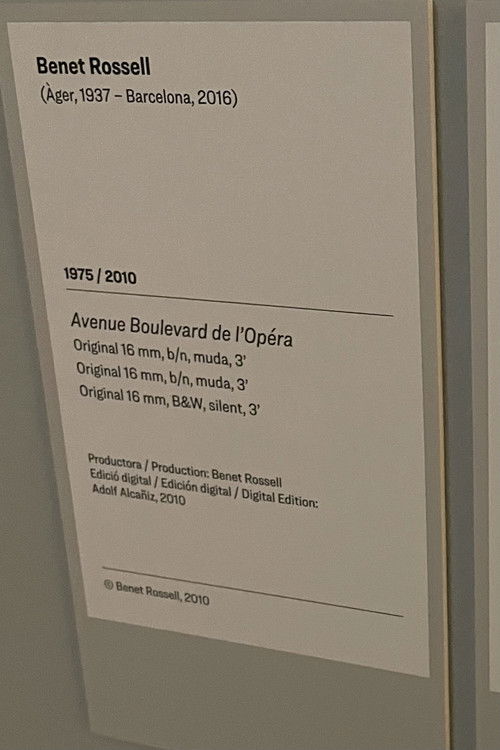 Benet Rossell
(Àger, 1937 – Barcelona, 2016)
1975 / 2010
Avenue Boulevard de l'Opéra
Original 16 mm, b/n, muda, 3'
Original 16 mm, b/n, muda, 3'
Original 16 mm, B&W, silent, 3'
Productora / Production: Benet Rossell
Edició digital / Edición digital / Digital Edition:
Adolf Alcañiz, 2010
© Benet Rossell, 2010